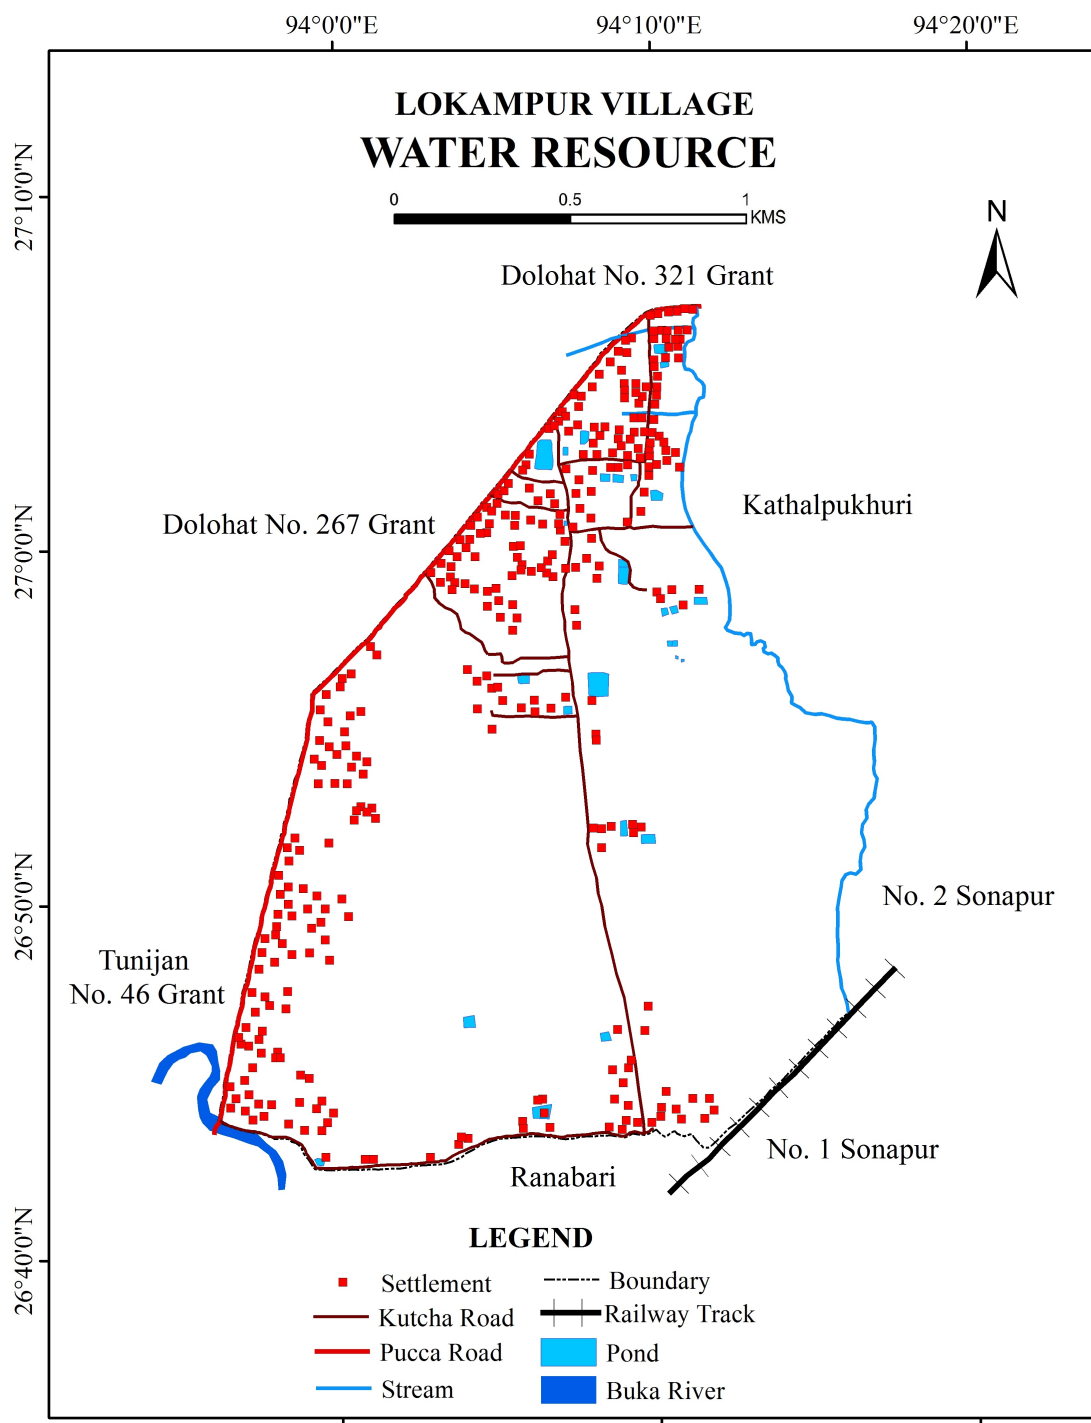 94°0'0"E 94°10'0"E 94°20'0"E
LOKAMPUR VILLAGE
WATER RESOURCE
0 0.5 1
KMS
N
27°10'0"N
Dolohat No. 321 Grant
Kathalpukhuri
Dolohat No. 267 Grant
27°0'0"N
No. 2 Sonapur
26°50'0"N
Tunijan
No. 46 Grant
No. 1 Sonapur
Ranabari
26°40'0"N
LEGEND
Settlement
Kutcha Road
Pucca Road
Stream
Boundary
Railway Track
Pond
Buka River